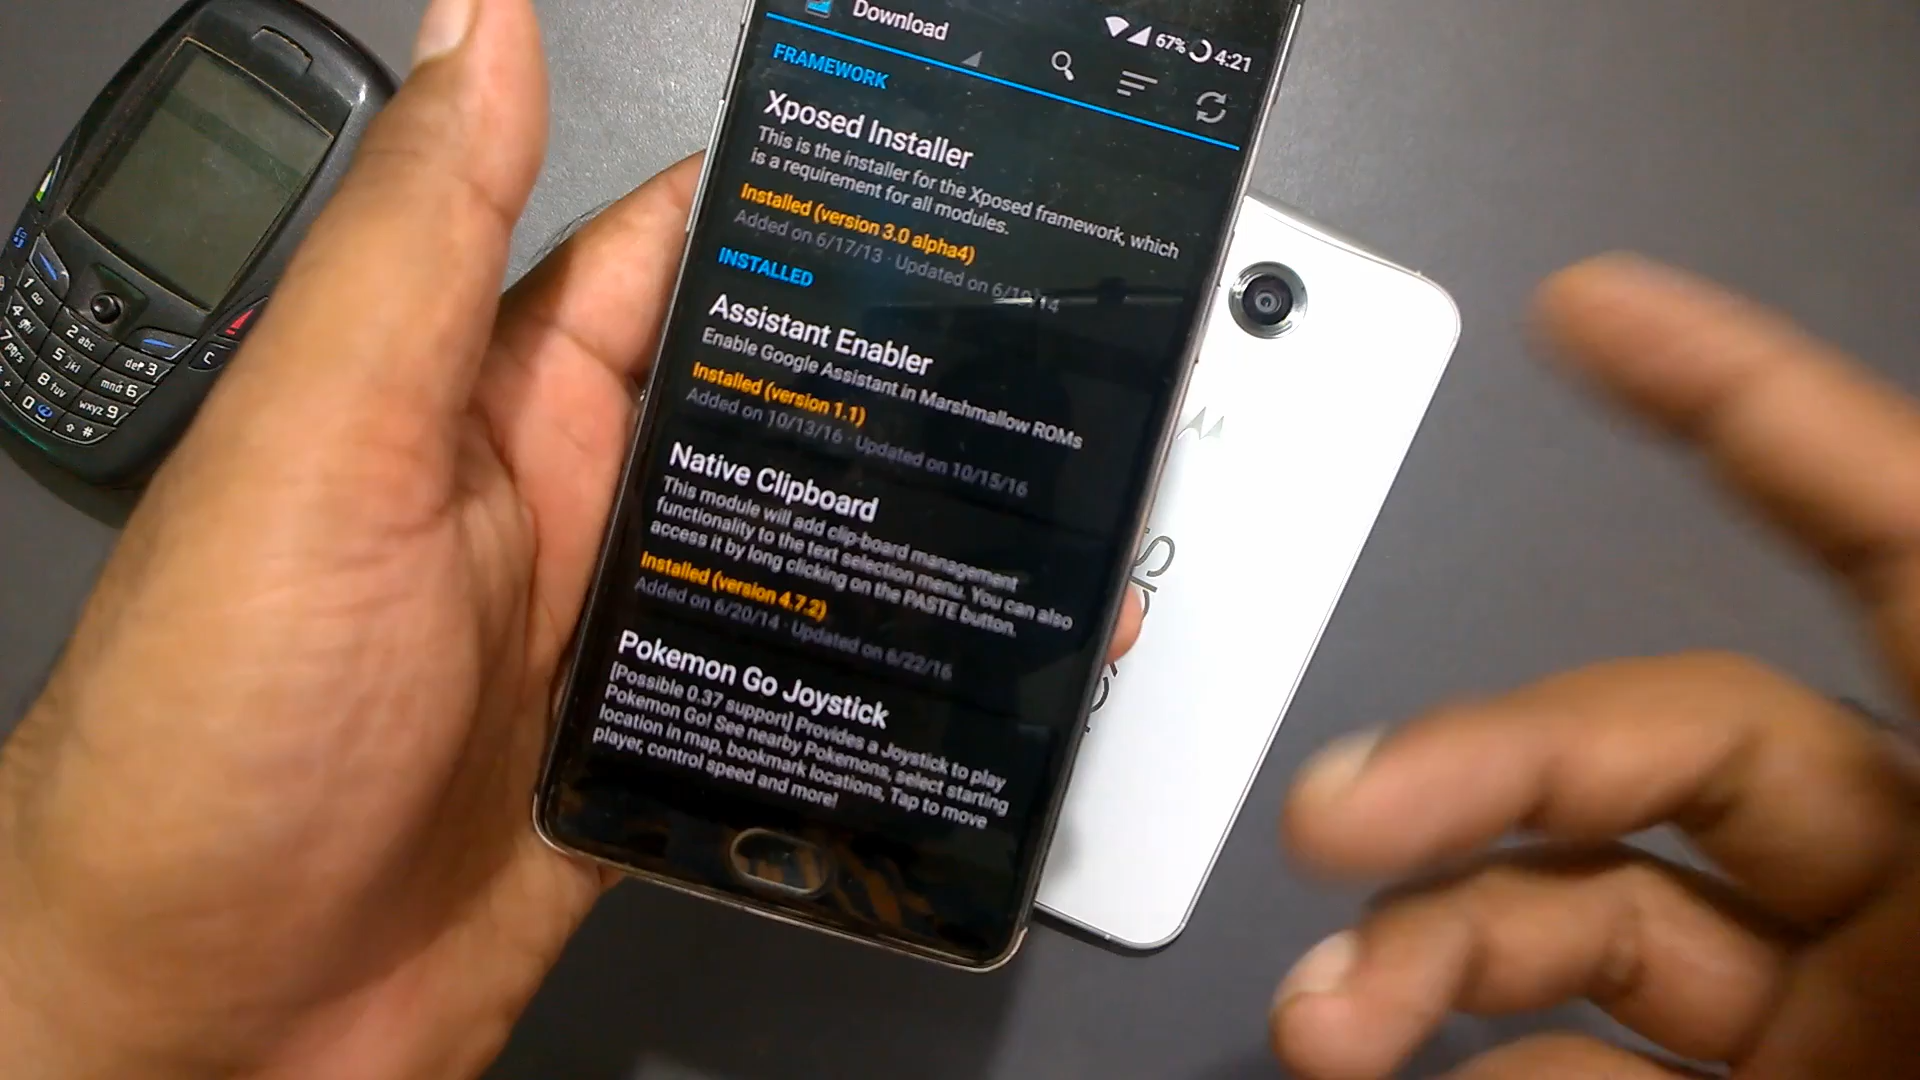 Download
67% 4:21
FRAMEWORK
Xposed Installer
This is the installer for the Xposed framework, which
is a requirement for all modules.
Installed (version 3.0 alpha4)
Added on 6/17/13 · Updated on 6/19/14
INSTALLED
Assistant Enabler
Enable Google Assistant in Marshmallow ROMs
Installed (version 1.1)
Added on 10/13/16 · Updated on 10/15/16
Native Clipboard
This module will add clip-board management
functionality to the text selection menu. You can also
access it by long clicking on the PASTE button.
Installed (version 4.7.2)
Added on 6/20/14 · Updated on 6/22/16
Pokemon Go Joystick
[Possible 0.37 support] Provides a Joystick to play
Pokemon Go! See nearby Pokemons, select starting
location in map, bookmark locations, Tap to move
player, control speed and more!
1
2 abc
def 3
4 ghi
5 jkl
mno 6
7 pqrs
8 tuv
wxyz 9
0
#
C